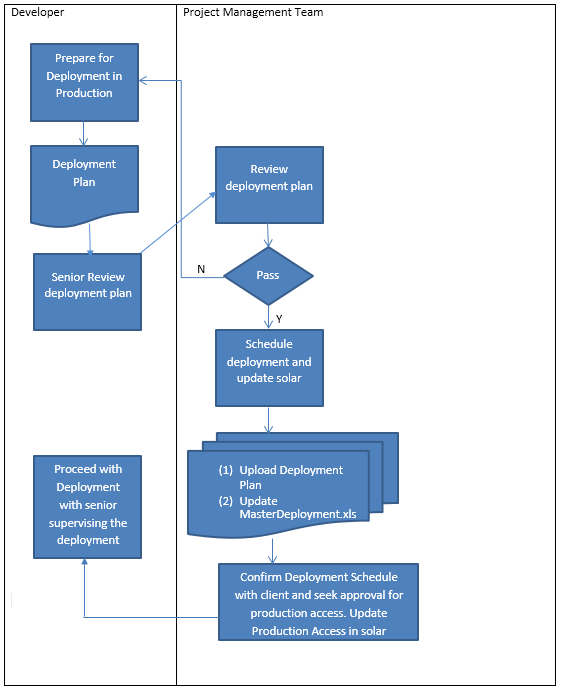 Developer
Project Management Team
Prepare for
Deployment in
Production
Deployment
Plan
Senior Review
deployment plan
Review
deployment plan
Pass
N
Y
Schedule
deployment and
update solar
(1) Upload Deployment
Plan
(2) Update
MasterDeployment.xls
Confirm Deployment Schedule
with client and seek approval for
production access. Update
Production Access in solar
Proceed with
Deployment
with senior
supervising the
deployment